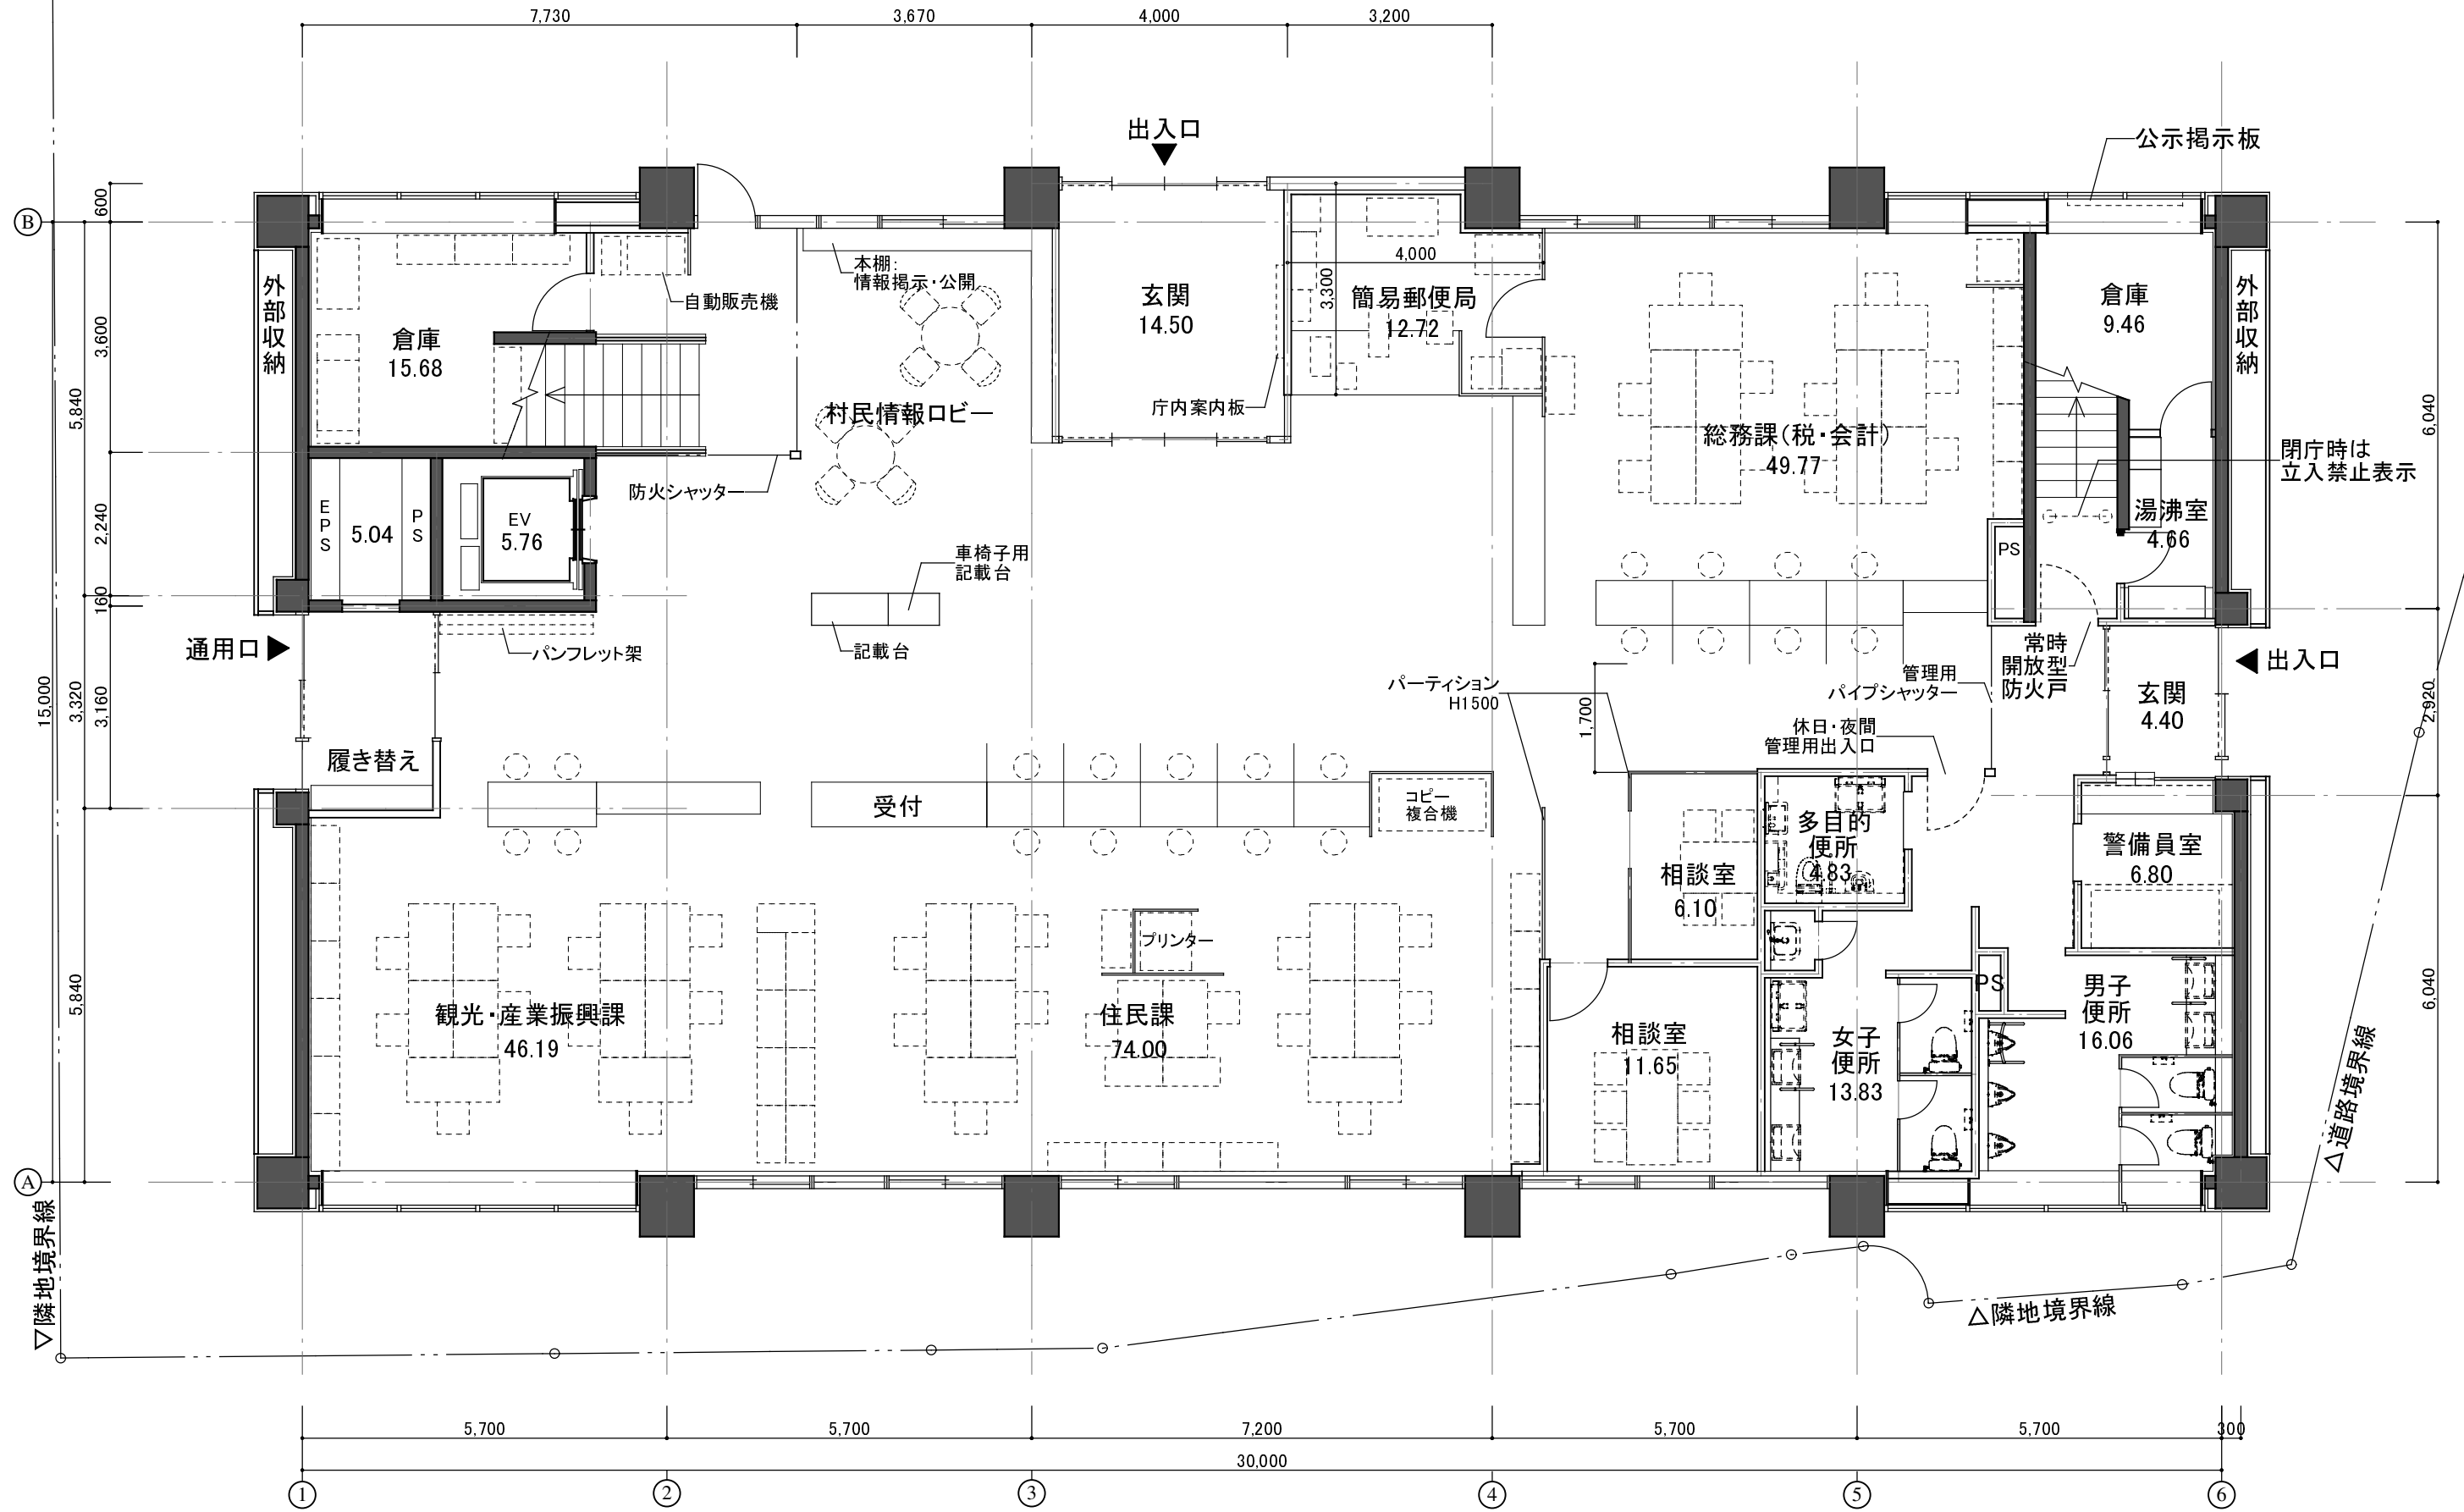 7,730
3,670
4,000
3,200
出入口
公示掲示板
600
B
外部収納
本棚：
情報掲示・公開
自動販売機
玄関
14.50
4,000
3,300
簡易郵便局
12.72
倉庫
9.46
外部収納
3,600
倉庫
15.68
5,840
村民情報ロビー
庁内案内板
総務課（税・会計）
49.77
6,040
閉庁時は
立入禁止表示
防火シャッター
EPS
5.04
PS
EV
5.76
2,240
湯沸室
4.66
PS
車椅子用
記載台
160
通用口
パンフレット架
記載台
常時
開放型
防火戸
出入口
15,000
3,320
3,160
パーティション
H1500
管理用
パイプシャッター
玄関
4.40
2,920
1,700
休日・夜間
管理用出入口
履き替え
受付
コピー
複合機
多目的
便所
4.83
警備員室
6.80
相談室
6.10
プリンター
5,840
観光・産業振興課
46.19
住民課
74.00
相談室
11.65
女子
便所
13.83
PS
男子
便所
16.06
6,040
△道路境界線
A
▽隣地境界線
△隣地境界線
5,700
5,700
7,200
5,700
5,700
300
30,000
1
2
3
4
5
6